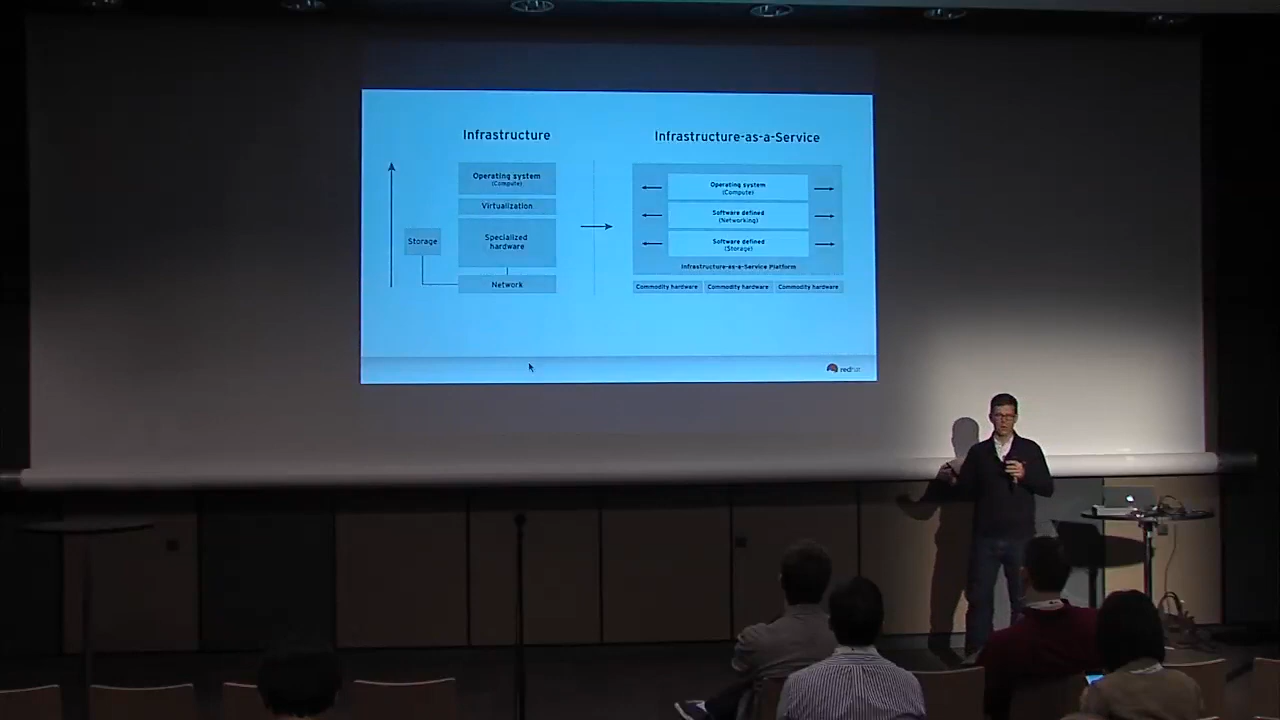 Infrastructure
Operating system
(Compute)
Virtualization
Storage
Specialized
hardware
Network
Infrastructure-as-a-Service
Operating system
(Compute)
Software defined
(Networking)
Software defined
(Storage)
Infrastructure-as-a-Service Platform
Commodity hardware
Commodity hardware
Commodity hardware
redhat